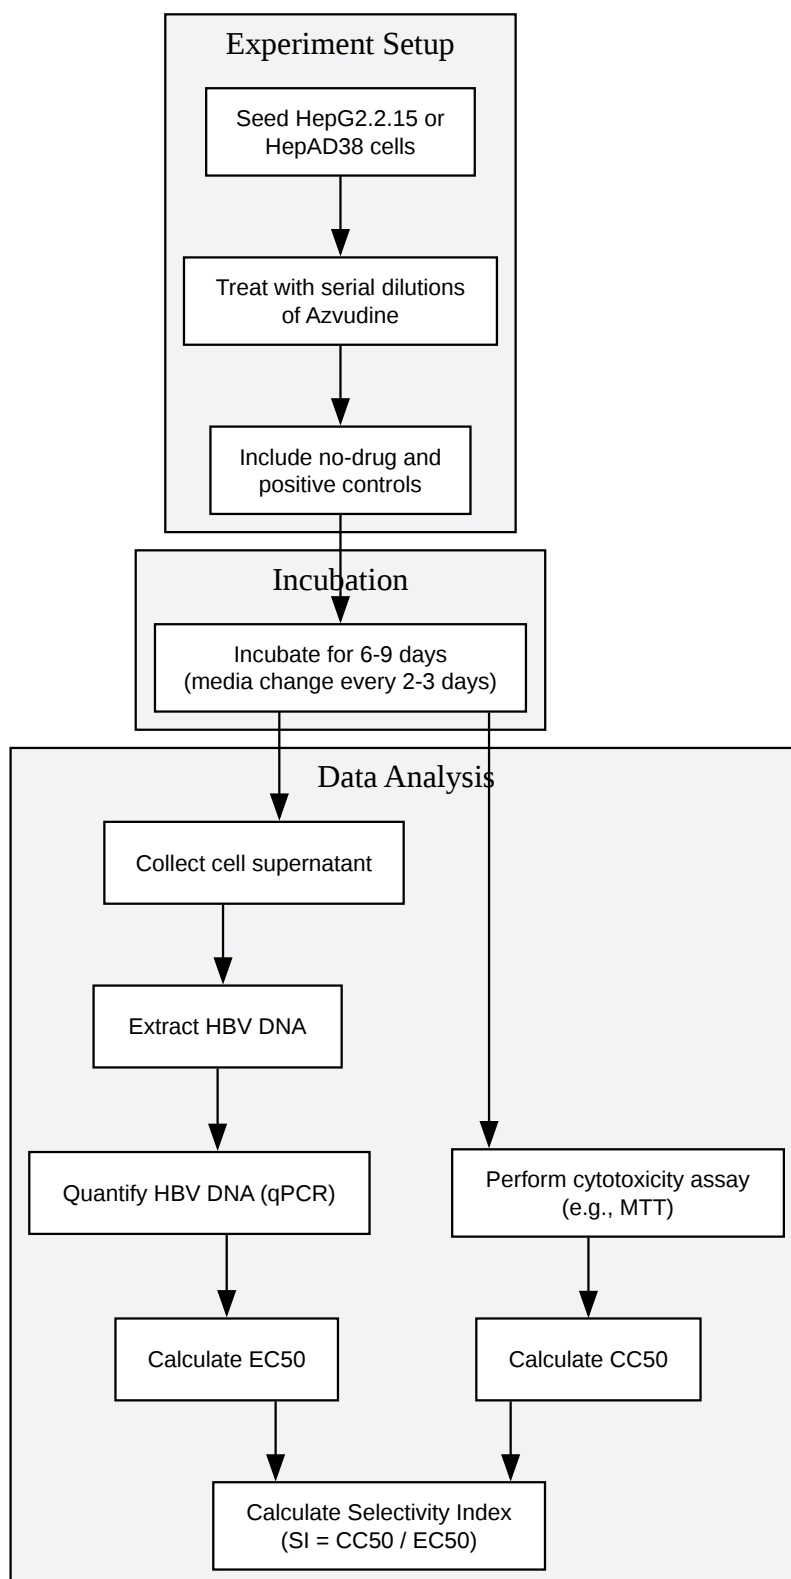 Experiment Setup
Seed HepG2.2.15 or
HepAD38 cells
Treat with serial dilutions
of Azvudine
Include no-drug and
positive controls
Incubation
Incubate for 6-9 days
(media change every 2-3 days)
Data Analysis
Collect cell supernatant
Extract HBV DNA
Quantify HBV DNA (qPCR)
Perform cytotoxicity assay
(e.g., MTT)
Calculate EC50
Calculate CC50
Calculate Selectivity Index
(SI = CC50 / EC50)